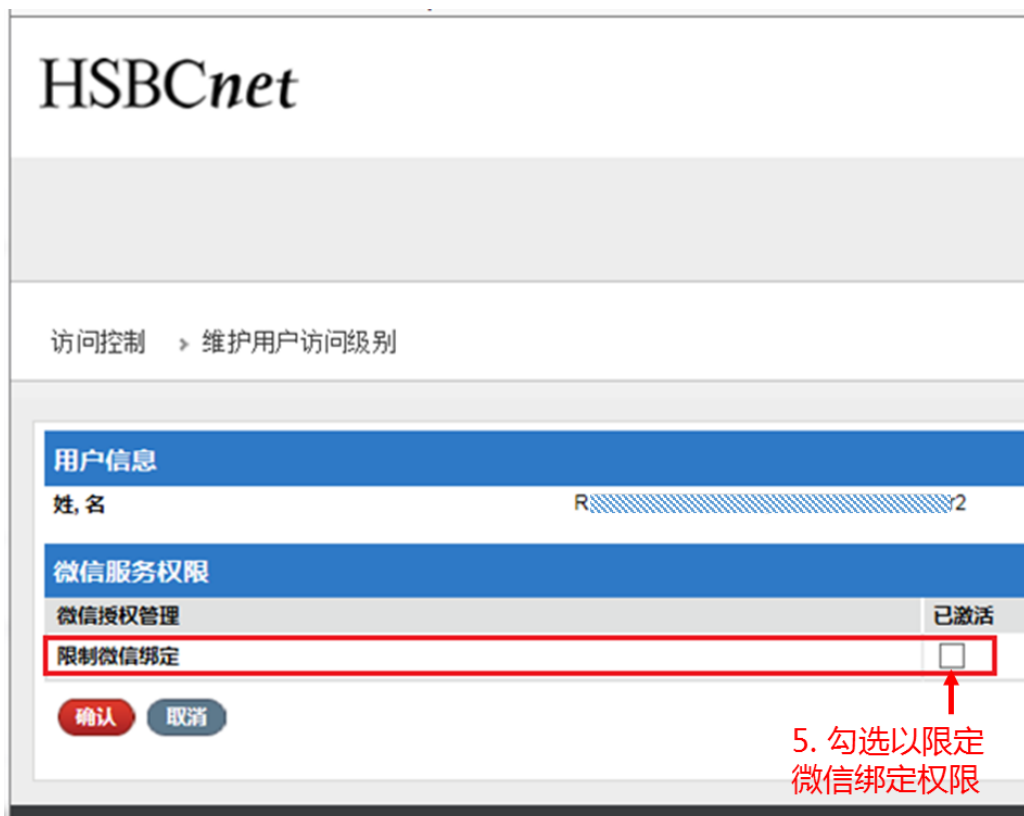 HSBCnet
访问控制 > 维护用户访问级别
用户信息
姓, 名 R r2
微信服务权限
微信授权管理 已激活
限制微信绑定
确认 取消
5. 勾选以限定
微信绑定权限